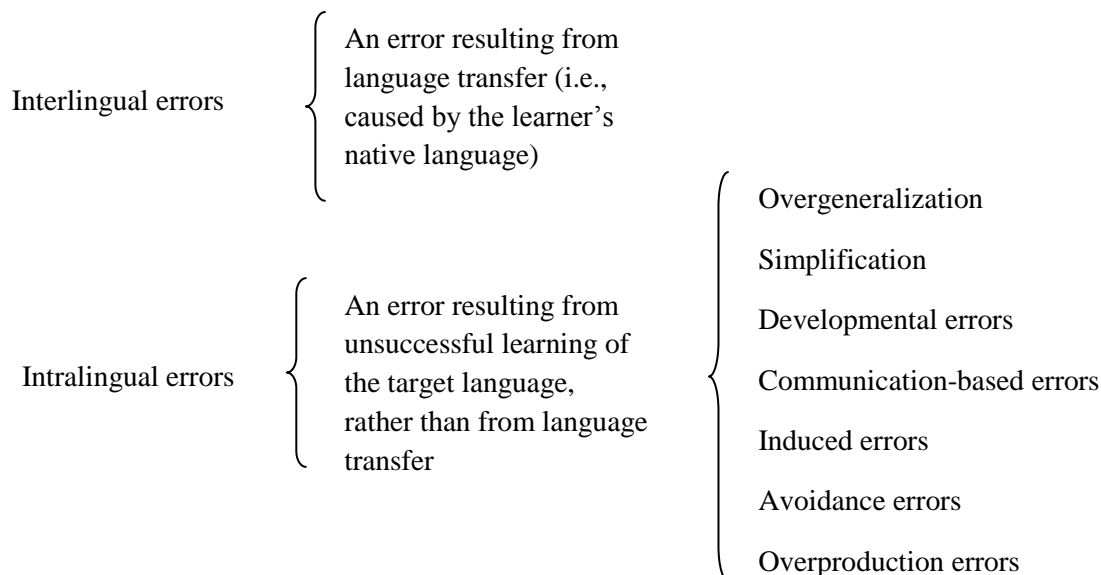 Interlingual errors
An error resulting from
language transfer (i.e.,
caused by the learner’s
native language)
Intralingual errors
An error resulting from
unsuccessful learning of
the target language,
rather than from language
transfer
Overgeneralization
Simplification
Developmental errors
Communication-based errors
Induced errors
Avoidance errors
Overproduction errors